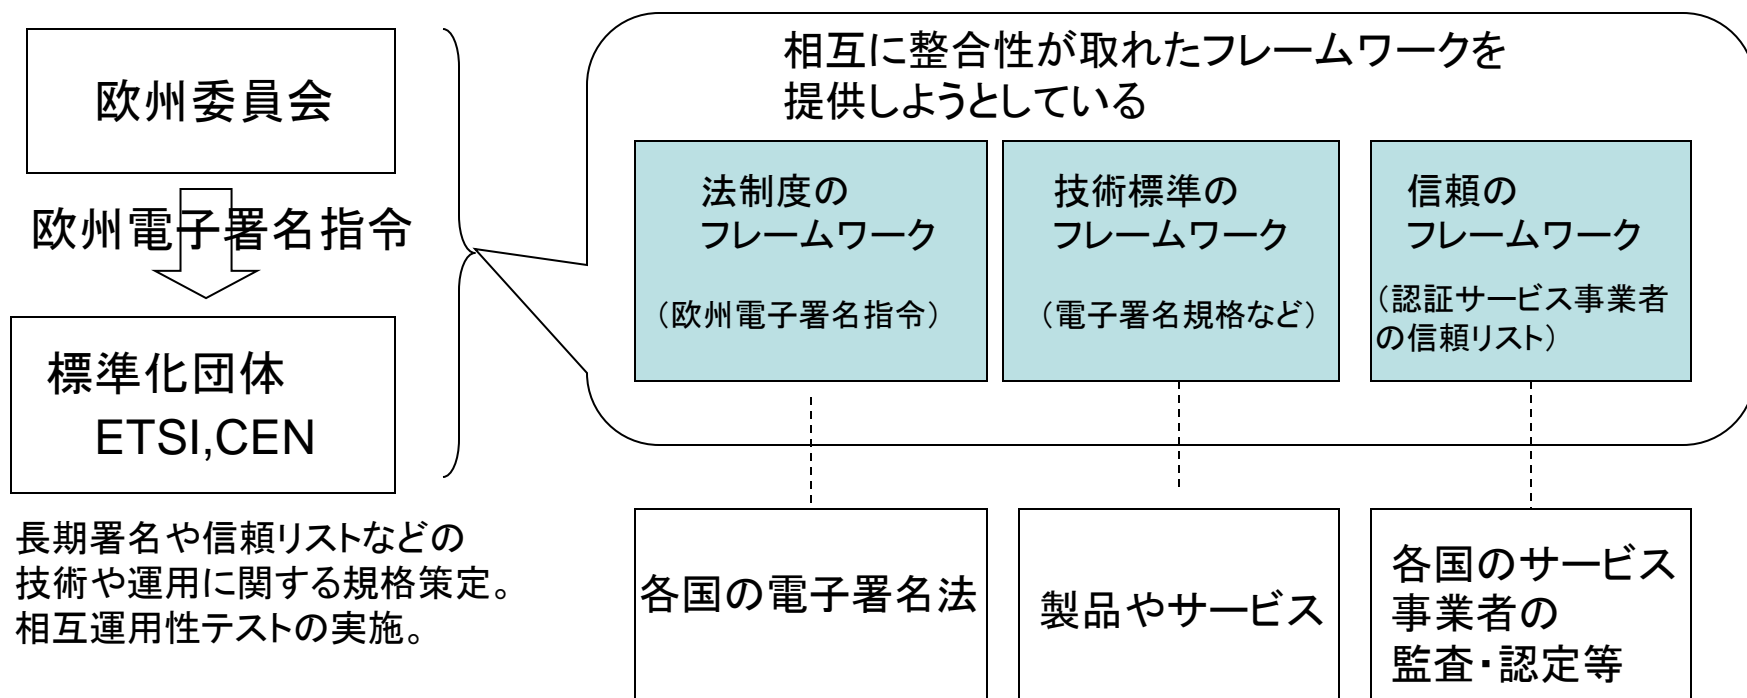 欧州委員会
欧州電子署名指令
標準化団体
ETSI,CEN
長期署名や信頼リストなどの
技術や運用に関する規格策定。
相互運用性テストの実施。
相互に整合性が取れたフレームワークを
提供しようとしている
法制度の
フレームワーク
（欧州電子署名指令）
技術標準の
フレームワーク
（電子署名規格など）
信頼の
フレームワーク
（認証サービス事業者
の信頼リスト）
各国の電子署名法
製品やサービス
各国のサービス
事業者の
監査・認定等